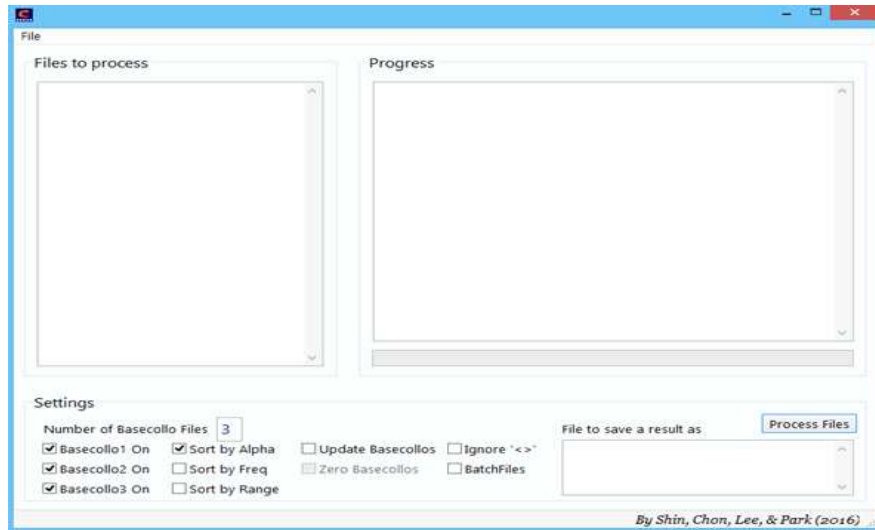 File
Files to process
Progress
Settings
Number of Basecollo Files 3
File to save a result as
Process Files
Basecollo1 On Sort by Alpha Update Basecollos Ignore '<>'
Basecollo2 On Sort by Freq Zero Basecollos BatchFiles
Basecollo3 On Sort by Range
By Shin, Chon, Lee, & Park (2016)